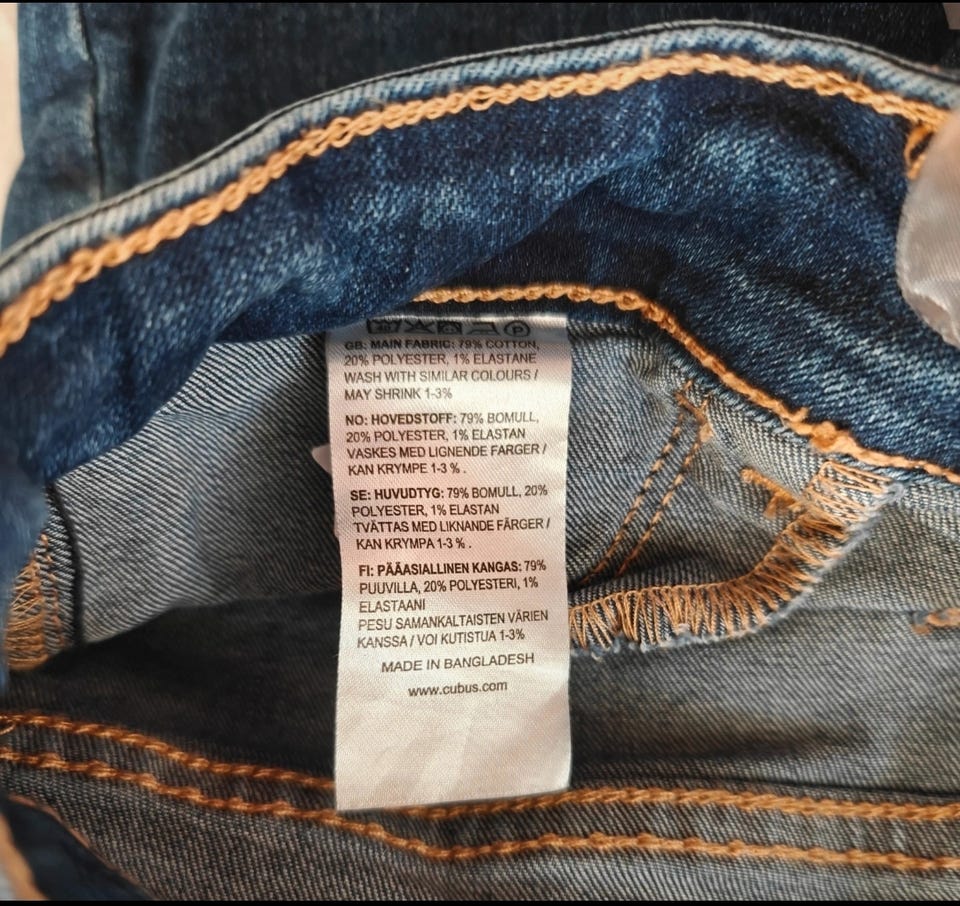 GB: MAIN FABRIC: 79% COTTON,
20% POLYESTER, 1% ELASTANE
WASH WITH SIMILAR COLOURS /
MAY SHRINK 1-3%
NO: HOVEDSTOFF: 79% BOMULL,
20% POLYESTER, 1% ELASTAN
VASKES MED LIGNENDE FARGER /
KAN KRYMPE 1-3 % .
SE: HUVUDTYG: 79% BOMULL, 20%
POLYESTER, 1% ELASTAN
TVÄTTAS MED LIKNANDE FÄRGER /
KAN KRYMPA 1-3 % .
FI: PÄÄASIALLINEN KANGAS: 79%
PUUVILLA, 20% POLYESTERI, 1%
ELASTAANI
PESU SAMANKALTAISTEN VÄRIEN
KANSSA / VOI KUTISTUA 1-3%
MADE IN BANGLADESH
www.cubus.com